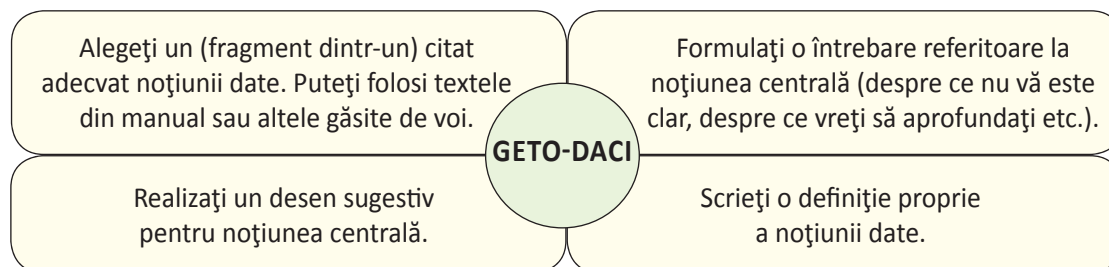 Alegeţi un (fragment dintr-un) citat
adecvat noţiunii date. Puteţi folosi textele
din manual sau altele găsite de voi.
Formulaţi o întrebare referitoare la
noţiunea centrală (despre ce nu vă este
clar, despre ce vreţi să aprofundaţi etc.).
GETO-DACI
Realizaţi un desen sugestiv
pentru noţiunea centrală.
Scrieţi o definiţie proprie
a noţiunii date.